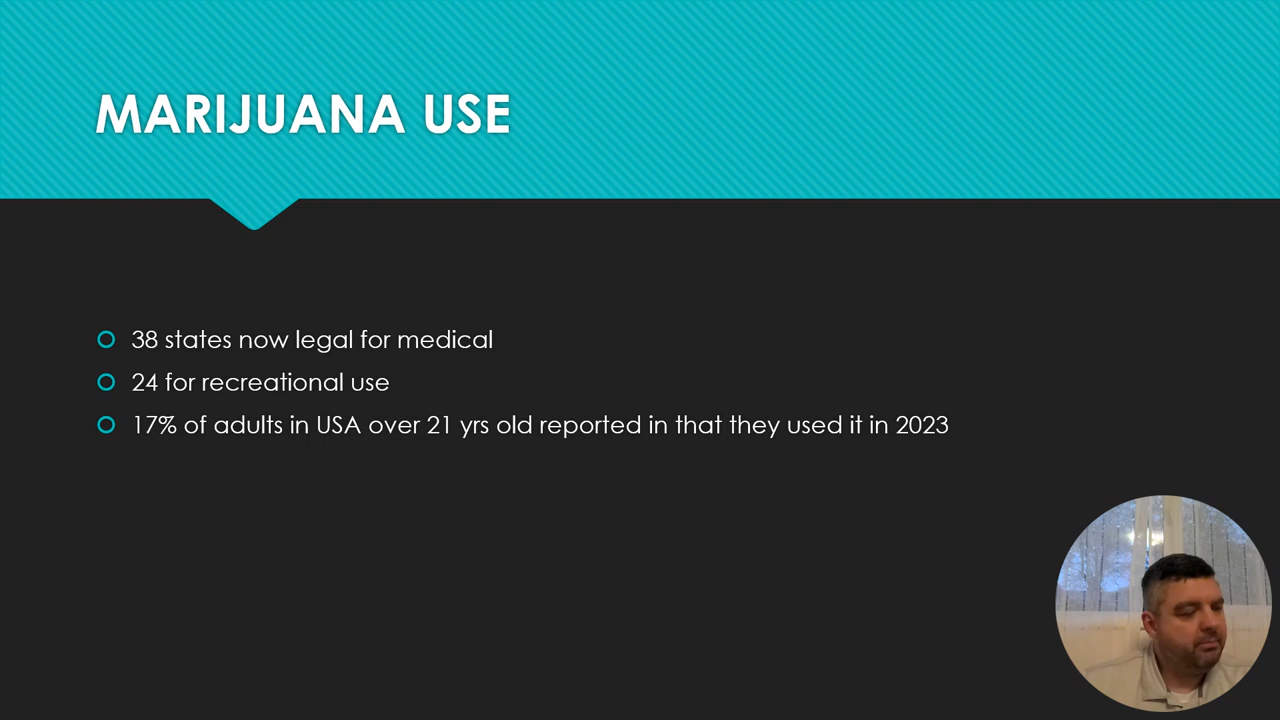 MARIJUANA USE
38 states now legal for medical
24 for recreational use
17% of adults in USA over 21 yrs old reported in that they used it in 2023